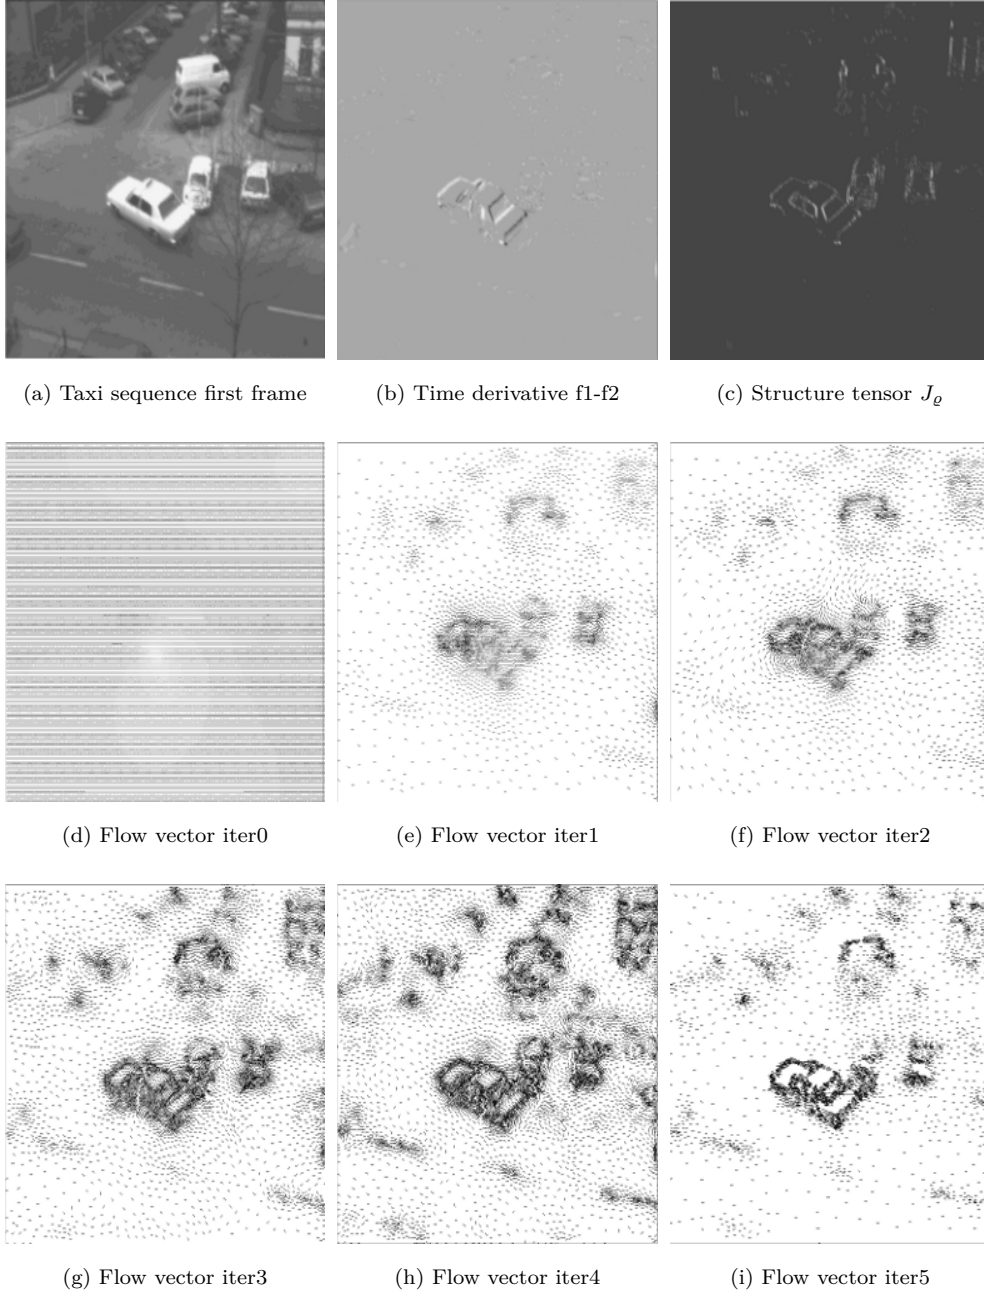 (a) Taxi sequence first frame
(b) Time derivative f1-f2
(c) Structure tensor J_ϱ
(d) Flow vector iter0
(e) Flow vector iter1
(f) Flow vector iter2
(g) Flow vector iter3
(h) Flow vector iter4
(i) Flow vector iter5